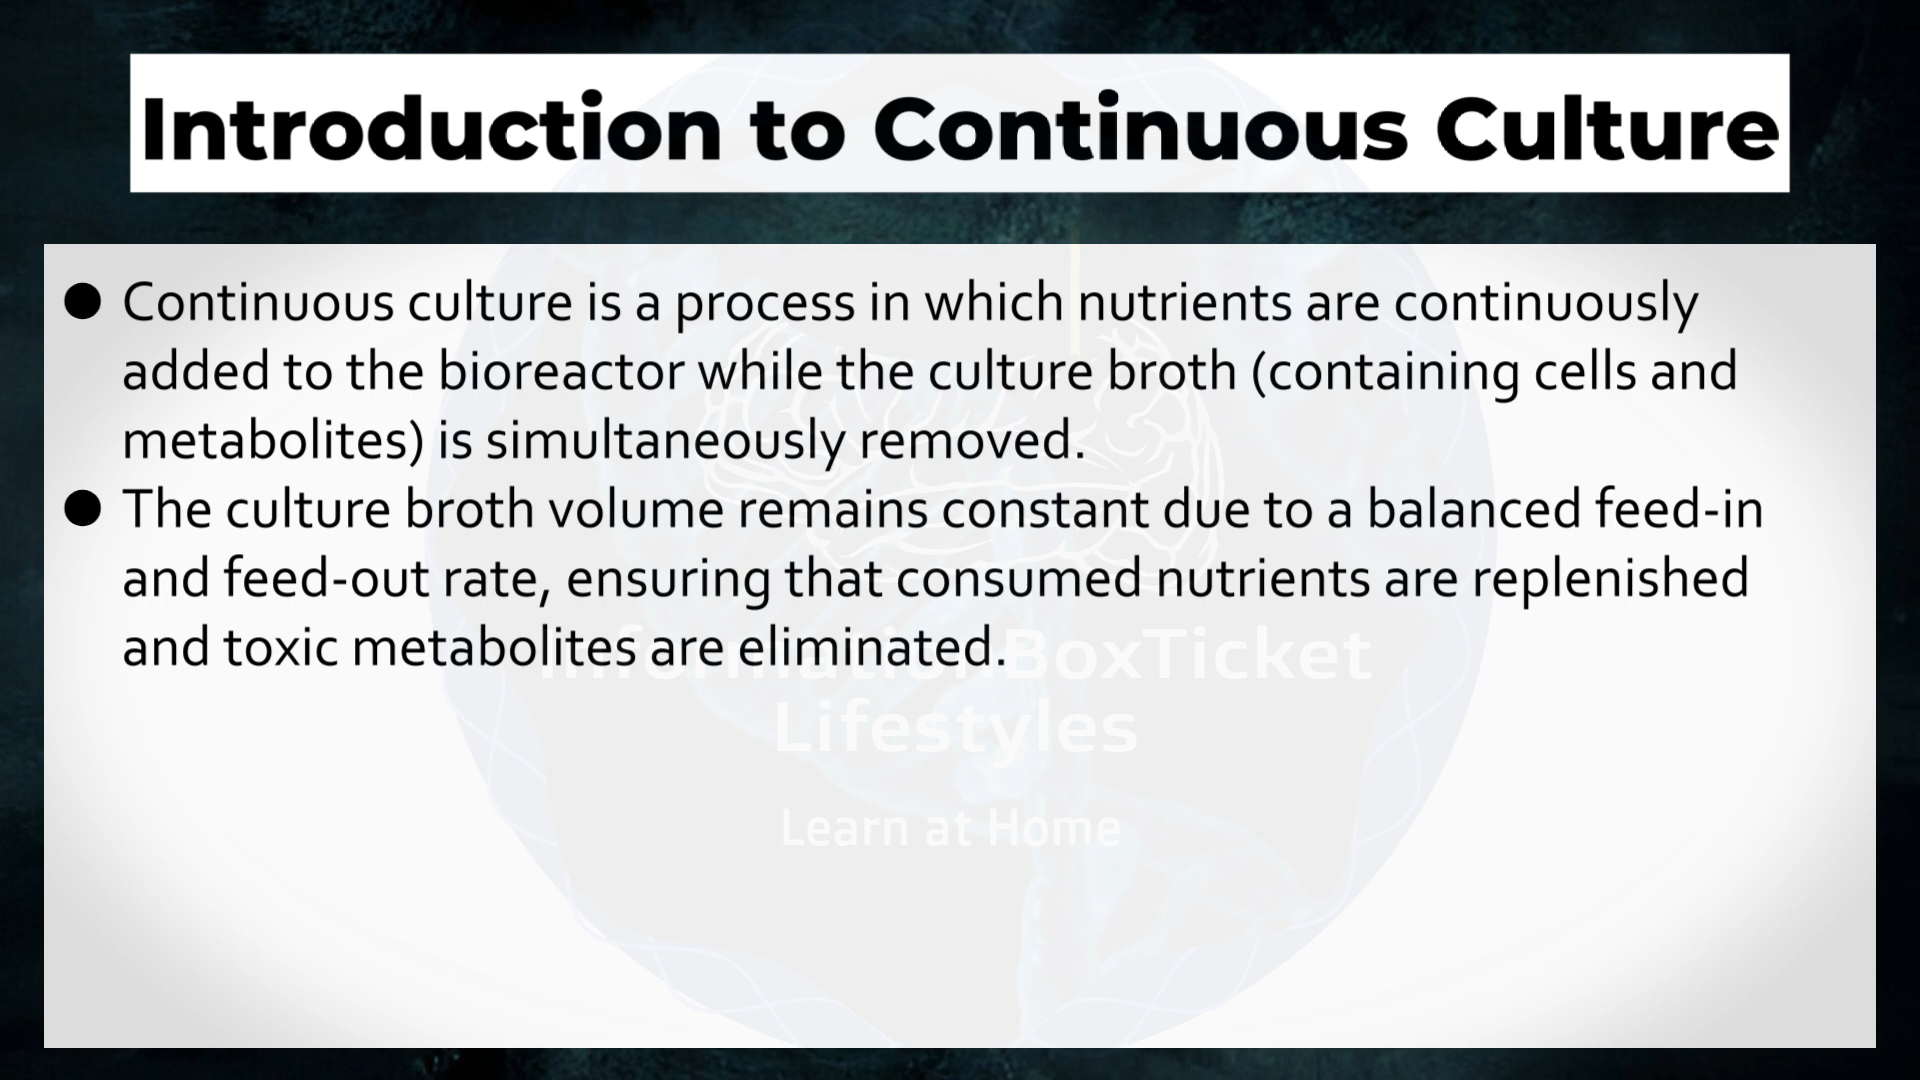 Introduction to Continuous Culture
● Continuous culture is a process in which nutrients are continuously
added to the bioreactor while the culture broth (containing cells and
metabolites) is simultaneously removed.
● The culture broth volume remains constant due to a balanced feed-in
and feed-out rate, ensuring that consumed nutrients are replenished
and toxic metabolites are eliminated.
InformationBoxTicket
Lifestyles
Learn at Home